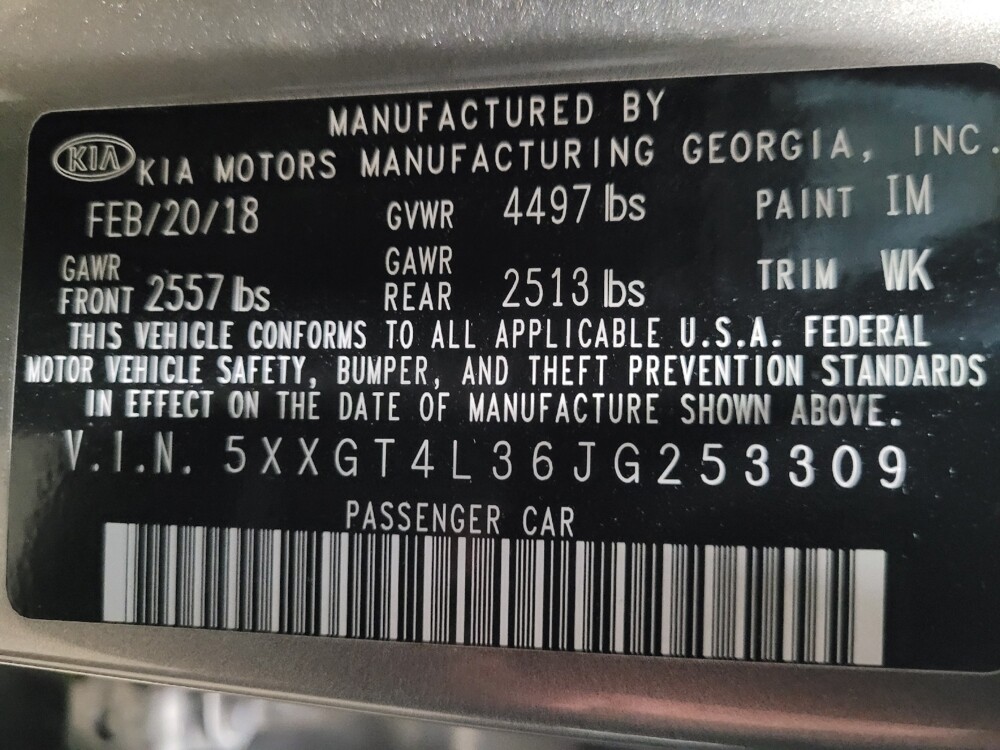 MANUFACTURED BY
KIA KIA MOTORS MANUFACTURING GEORGIA, INC.
FEB/20/18 GVWR 4497 lbs PAINT IM
GAWR FRONT 2557 lbs GAWR REAR 2513 lbs TRIM WK
THIS VEHICLE CONFORMS TO ALL APPLICABLE U.S.A. FEDERAL
MOTOR VEHICLE SAFETY, BUMPER, AND THEFT PREVENTION STANDARDS
IN EFFECT ON THE DATE OF MANUFACTURE SHOWN ABOVE.
V.I.N. 5XXGT4L36JG253309
PASSENGER CAR